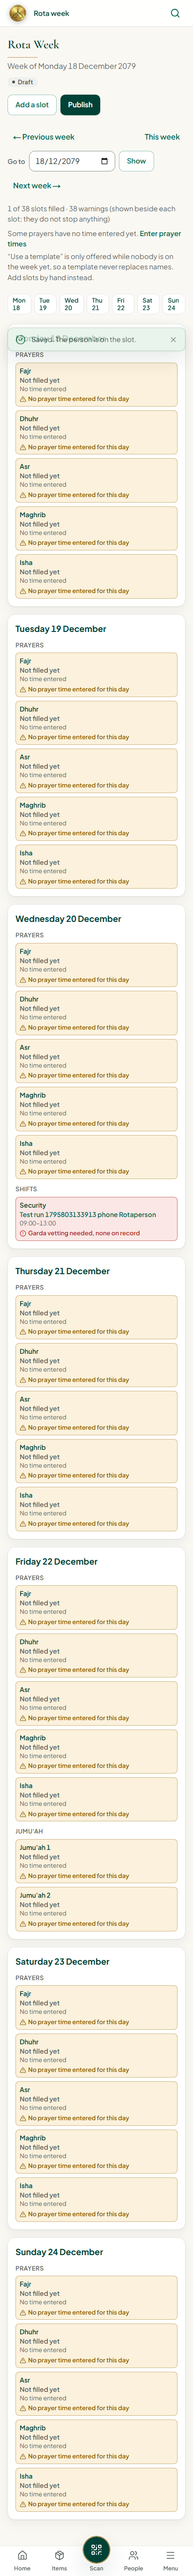 Rota week
Rota Week
Week of Monday 18 December 2079
Draft
Add a slot
Publish
← Previous week
This week
Go to
18/12/2079
Show
Next week →
1 of 38 slots filled · 38 warnings (shown beside each
slot; they do not stop anything)
Some prayers have no time entered yet. Enter prayer
times
“Use a template” is only offered while nobody is on
the week yet, so a template never replaces names.
Add slots by hand instead.
Mon
18
Tue
19
Wed
20
Thu
21
Fri
22
Sat
23
Sun
24
Saved. The person is on the slot.
PRAYERS
Fajr
Not filled yet
No time entered
No prayer time entered for this day
Dhuhr
Not filled yet
No time entered
No prayer time entered for this day
Asr
Not filled yet
No time entered
No prayer time entered for this day
Maghrib
Not filled yet
No time entered
No prayer time entered for this day
Isha
Not filled yet
No time entered
No prayer time entered for this day
Tuesday 19 December
PRAYERS
Fajr
Not filled yet
No time entered
No prayer time entered for this day
Dhuhr
Not filled yet
No time entered
No prayer time entered for this day
Asr
Not filled yet
No time entered
No prayer time entered for this day
Maghrib
Not filled yet
No time entered
No prayer time entered for this day
Isha
Not filled yet
No time entered
No prayer time entered for this day
Wednesday 20 December
PRAYERS
Fajr
Not filled yet
No time entered
No prayer time entered for this day
Dhuhr
Not filled yet
No time entered
No prayer time entered for this day
Asr
Not filled yet
No time entered
No prayer time entered for this day
Maghrib
Not filled yet
No time entered
No prayer time entered for this day
Isha
Not filled yet
No time entered
No prayer time entered for this day
SHIFTS
Security
Test run 1795803133913 phone Rotaperson
09:00–13:00
Garda vetting needed, none on record
Thursday 21 December
PRAYERS
Fajr
Not filled yet
No time entered
No prayer time entered for this day
Dhuhr
Not filled yet
No time entered
No prayer time entered for this day
Asr
Not filled yet
No time entered
No prayer time entered for this day
Maghrib
Not filled yet
No time entered
No prayer time entered for this day
Isha
Not filled yet
No time entered
No prayer time entered for this day
Friday 22 December
PRAYERS
Fajr
Not filled yet
No time entered
No prayer time entered for this day
Dhuhr
Not filled yet
No time entered
No prayer time entered for this day
Asr
Not filled yet
No time entered
No prayer time entered for this day
Maghrib
Not filled yet
No time entered
No prayer time entered for this day
Isha
Not filled yet
No time entered
No prayer time entered for this day
JUMU'AH
Jumu'ah 1
Not filled yet
No time entered
No prayer time entered for this day
Jumu'ah 2
Not filled yet
No time entered
No prayer time entered for this day
Saturday 23 December
PRAYERS
Fajr
Not filled yet
No time entered
No prayer time entered for this day
Dhuhr
Not filled yet
No time entered
No prayer time entered for this day
Asr
Not filled yet
No time entered
No prayer time entered for this day
Maghrib
Not filled yet
No time entered
No prayer time entered for this day
Isha
Not filled yet
No time entered
No prayer time entered for this day
Sunday 24 December
PRAYERS
Fajr
Not filled yet
No time entered
No prayer time entered for this day
Dhuhr
Not filled yet
No time entered
No prayer time entered for this day
Asr
Not filled yet
No time entered
No prayer time entered for this day
Maghrib
Not filled yet
No time entered
No prayer time entered for this day
Isha
Not filled yet
No time entered
No prayer time entered for this day
Home
Items
Scan
People
Menu